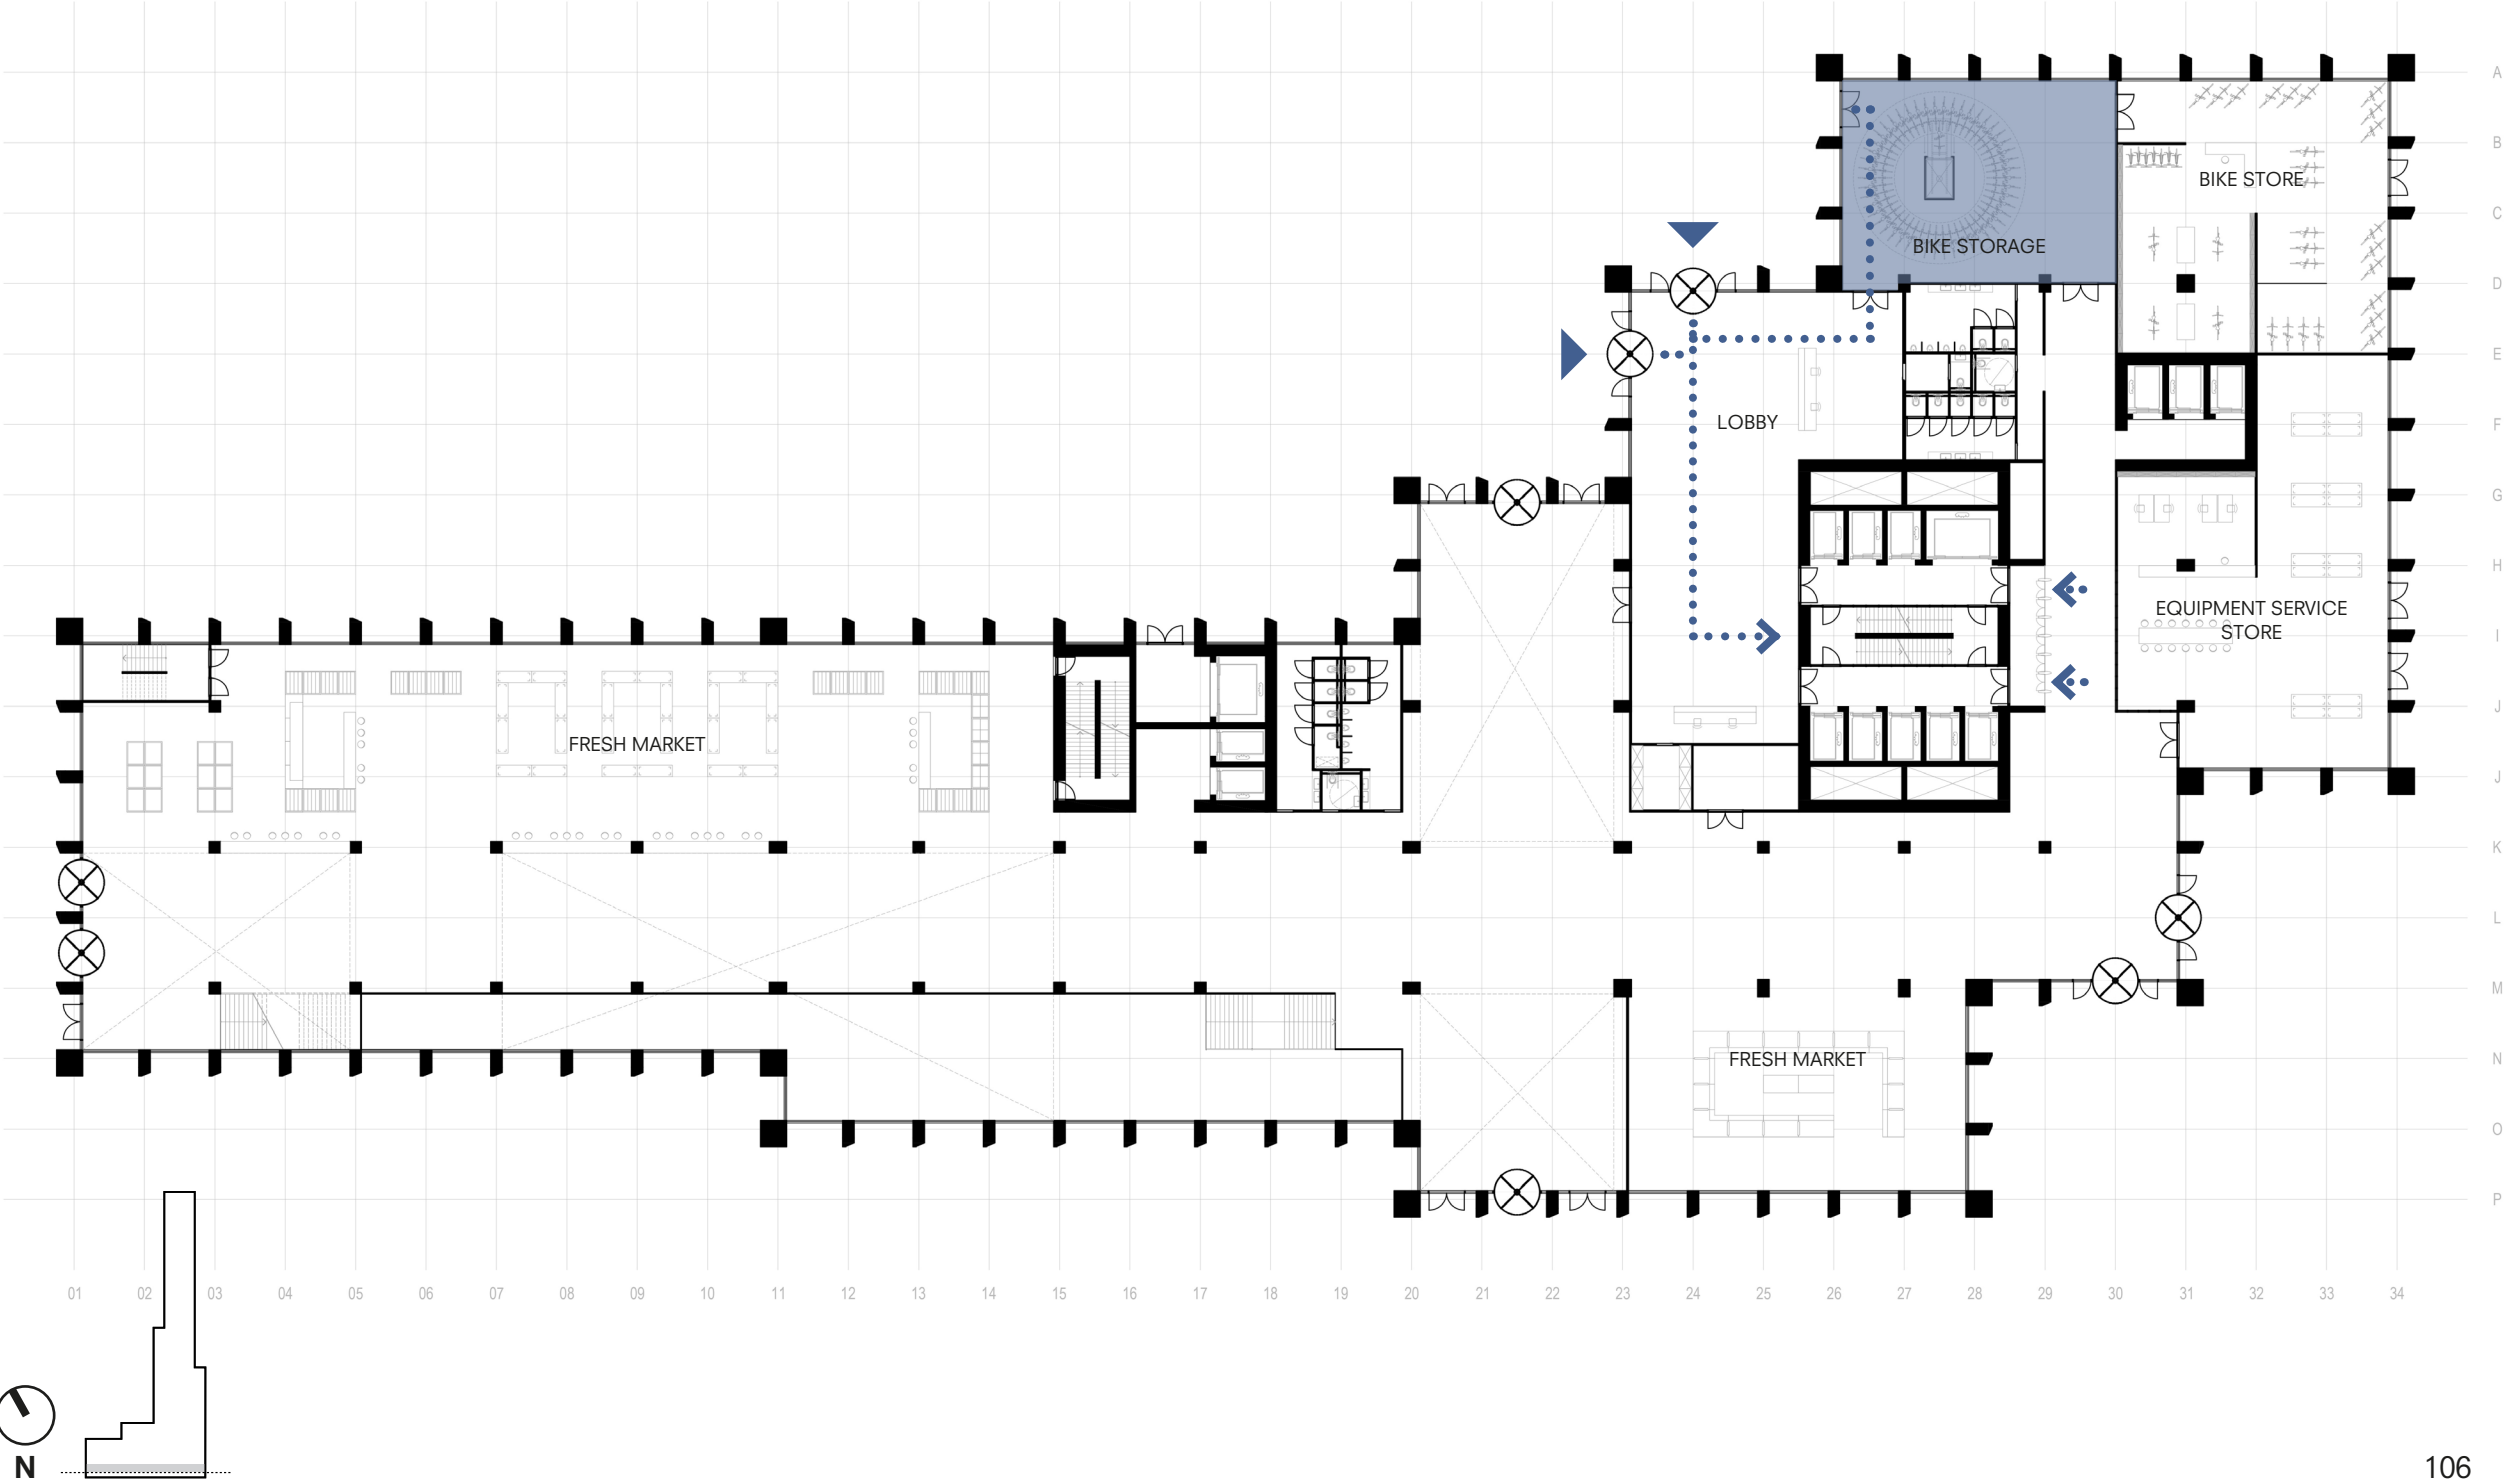 A
B
BIKE STORE
C
BIKE STORAGE
D
E
LOBBY
F
G
H
EQUIPMENT SERVICE
STORE
I
J
FRESH MARKET
J
K
L
M
FRESH MARKET
N
O
P
01 02 03 04 05 06 07 08 09 10 11 12 13 14 15 16 17 18 19 20 21 22 23 24 25 26 27 28 29 30 31 32 33 34
N
106